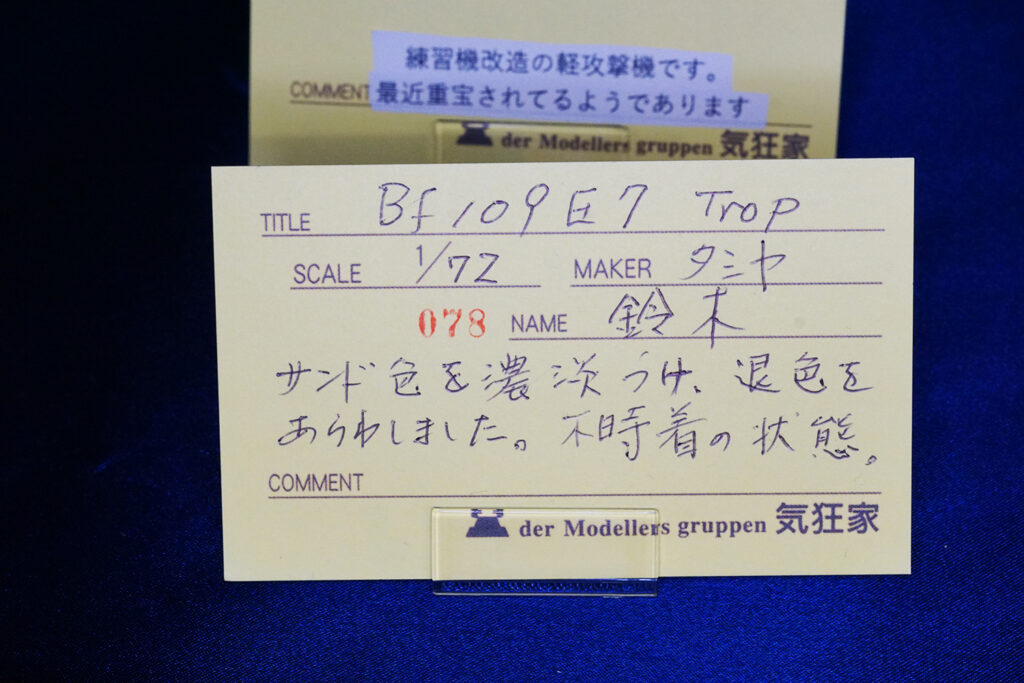 練習機改造の軽攻撃機です。
COMMENT 最近重宝されてるようであります
der Modellers gruppen 気狂家
TITLE Bf109E7 Trop
SCALE 1/72 MAKER タミヤ
078 NAME 鈴木
サンド色を濃淡つけ、退色を
あらわしました。不時着の状態。
COMMENT
der Modellers gruppen 気狂家